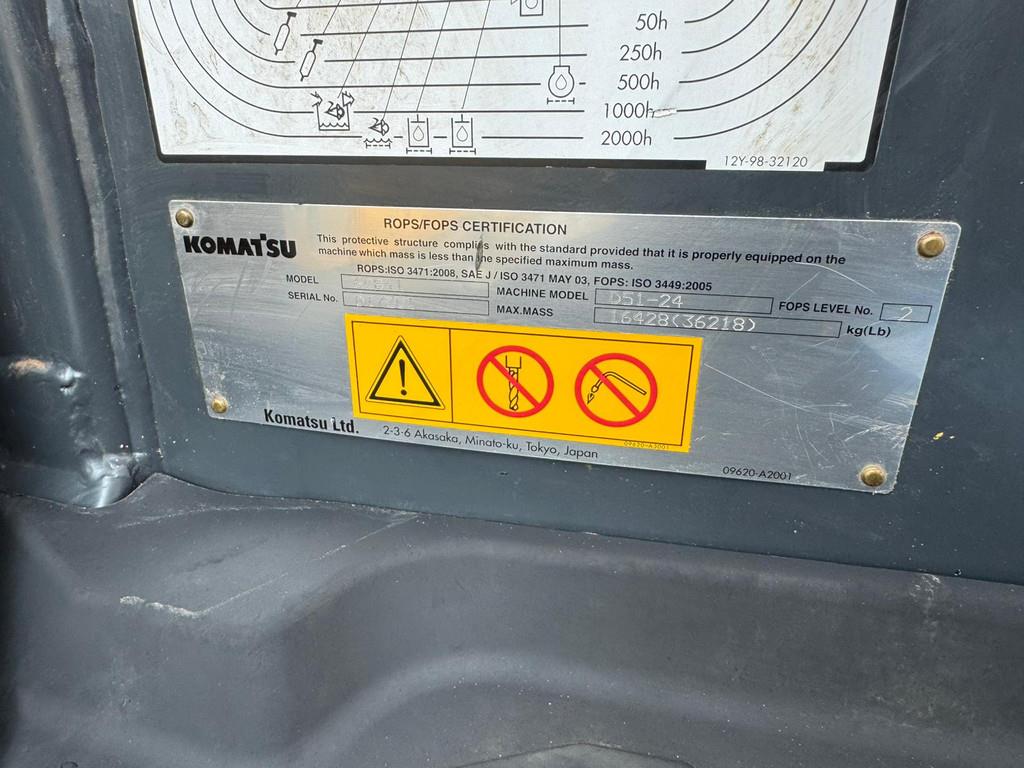 50h
250h
500h
1000h
2000h
12Y-98-32120
ROPS/FOPS CERTIFICATION
KOMATSU
This protective structure complies with the standard provided that it is properly equipped on the
machine which mass is less than the specified maximum mass.
ROPS:ISO 3471:2008, SAE J / ISO 3471 MAY 03, FOPS: ISO 3449:2005
MODEL MACHINE MODEL D51-24 FOPS LEVEL No. 2
SERIAL No. MAX.MASS 16428(36218) kg(Lb)
09620-A3001
Komatsu Ltd. 2-3-6 Akasaka, Minato-ku, Tokyo, Japan
09620-A2001